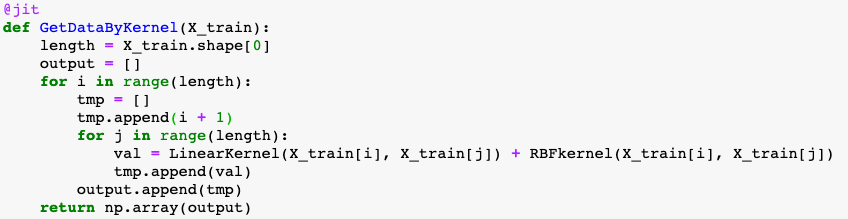 @jit
def GetDataByKernel(X_train):
    length = X_train.shape[0]
    output = []
    for i in range(length):
        tmp = []
        tmp.append(i + 1)
        for j in range(length):
            val = LinearKernel(X_train[i], X_train[j]) + RBFkernel(X_train[i], X_train[j])
            tmp.append(val)
        output.append(tmp)
    return np.array(output)